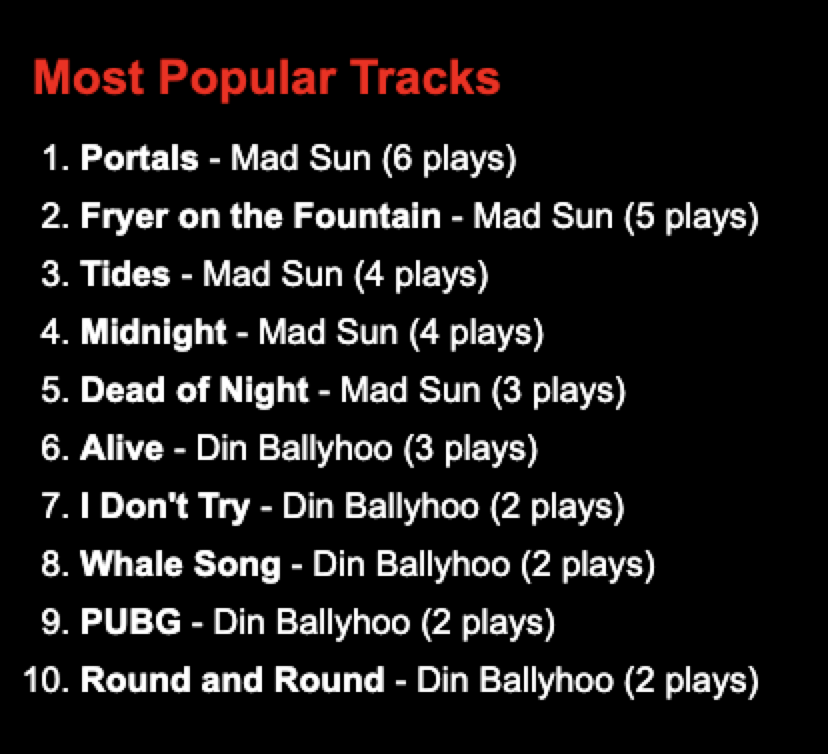 Most Popular Tracks
1. Portals - Mad Sun (6 plays)
2. Fryer on the Fountain - Mad Sun (5 plays)
3. Tides - Mad Sun (4 plays)
4. Midnight - Mad Sun (4 plays)
5. Dead of Night - Mad Sun (3 plays)
6. Alive - Din Ballyhoo (3 plays)
7. I Don't Try - Din Ballyhoo (2 plays)
8. Whale Song - Din Ballyhoo (2 plays)
9. PUBG - Din Ballyhoo (2 plays)
10. Round and Round - Din Ballyhoo (2 plays)